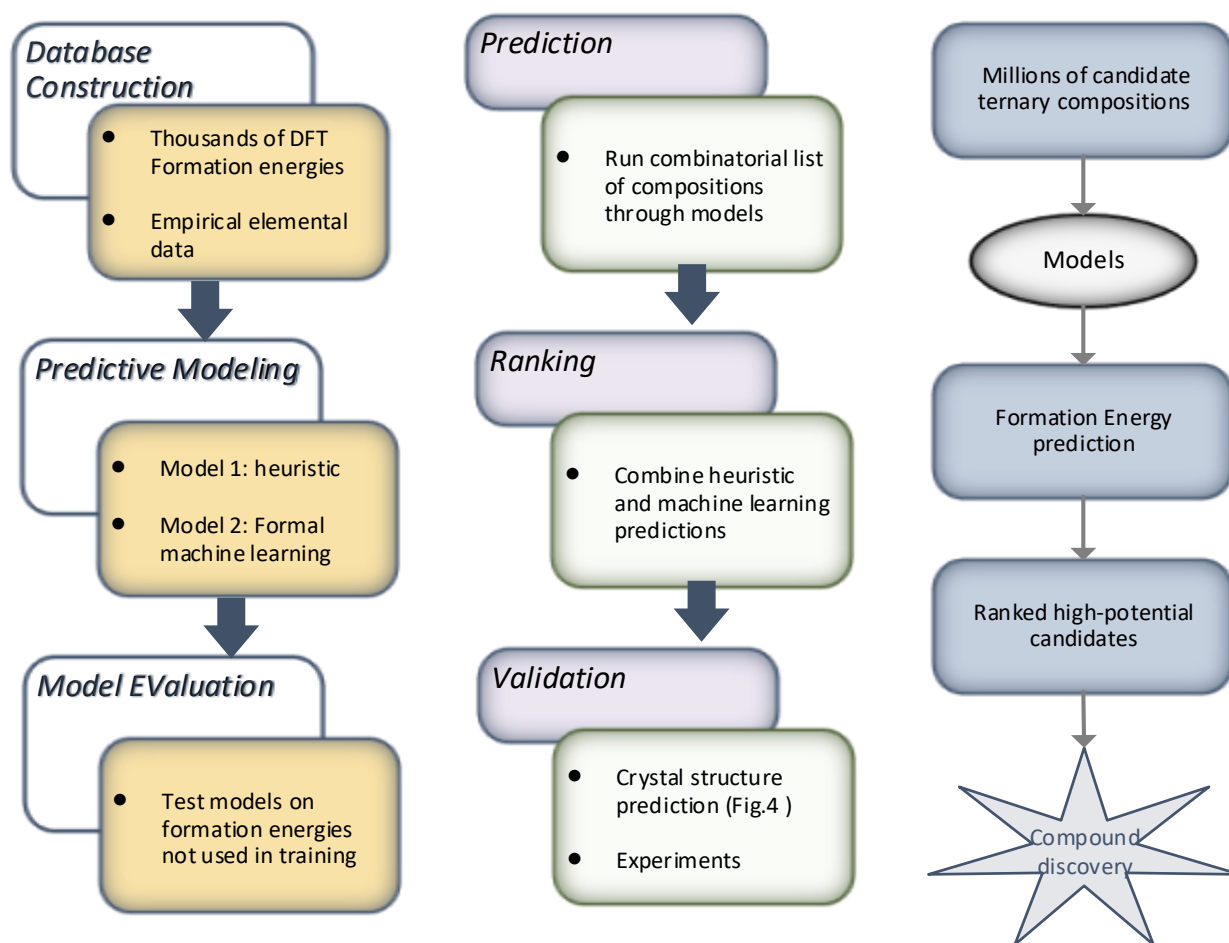 Database
Construction
● Thousands of DFT
Formation energies
● Empirical elemental
data
Predictive Modeling
● Model 1: heuristic
● Model 2: Formal
machine learning
Model EValuation
● Test models on
formation energies
not used in training
Prediction
● Run combinatorial list
of compositions
through models
Ranking
● Combine heuristic
and machine learning
predictions
Validation
● Crystal structure
prediction (Fig.4 )
● Experiments
Millions of candidate
ternary compositions
Models
Formation Energy
prediction
Ranked high-potential
candidates
Compound
discovery